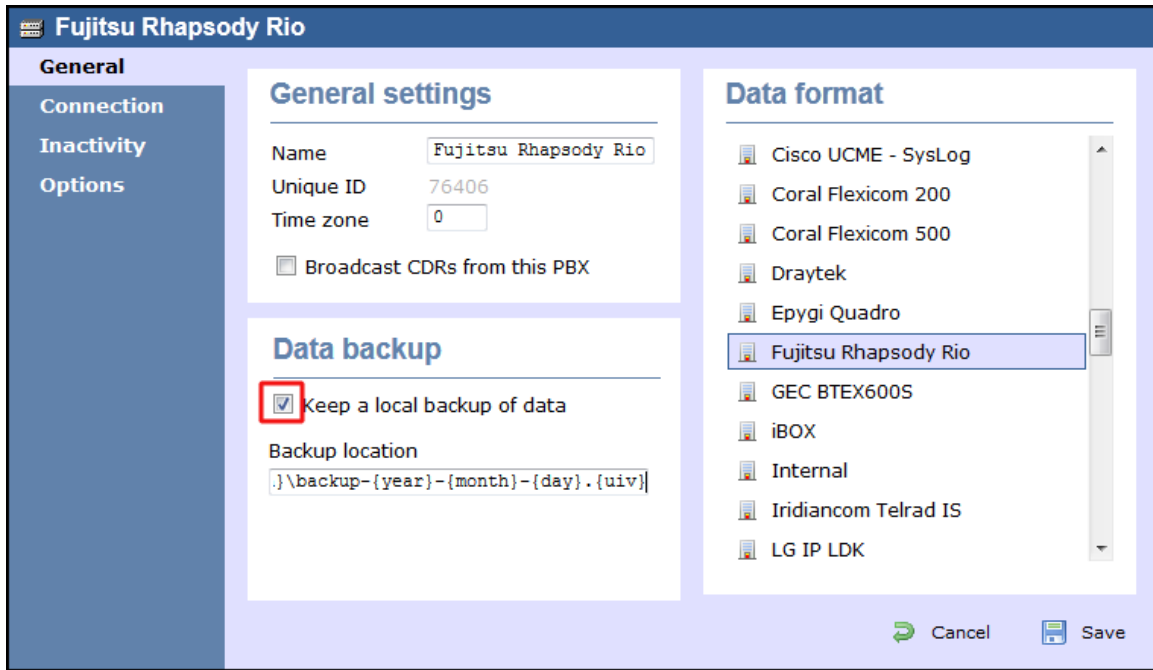 Fujitsu Rhapsody Rio
General
Connection
Inactivity
Options
General settings
Name
Fujitsu Rhapsody Rio
Unique ID
76406
Time zone
0
Broadcast CDRs from this PBX
Data backup
Keep a local backup of data
Backup location
.}\backup-{year}-{month}-{day}.{uiv}
Data format
Cisco UCME - SysLog
Coral Flexicom 200
Coral Flexicom 500
Draytek
Epygi Quadro
Fujitsu Rhapsody Rio
GEC BTEX600S
iBOX
Internal
Iridiancom Telrad IS
LG IP LDK
Cancel
Save